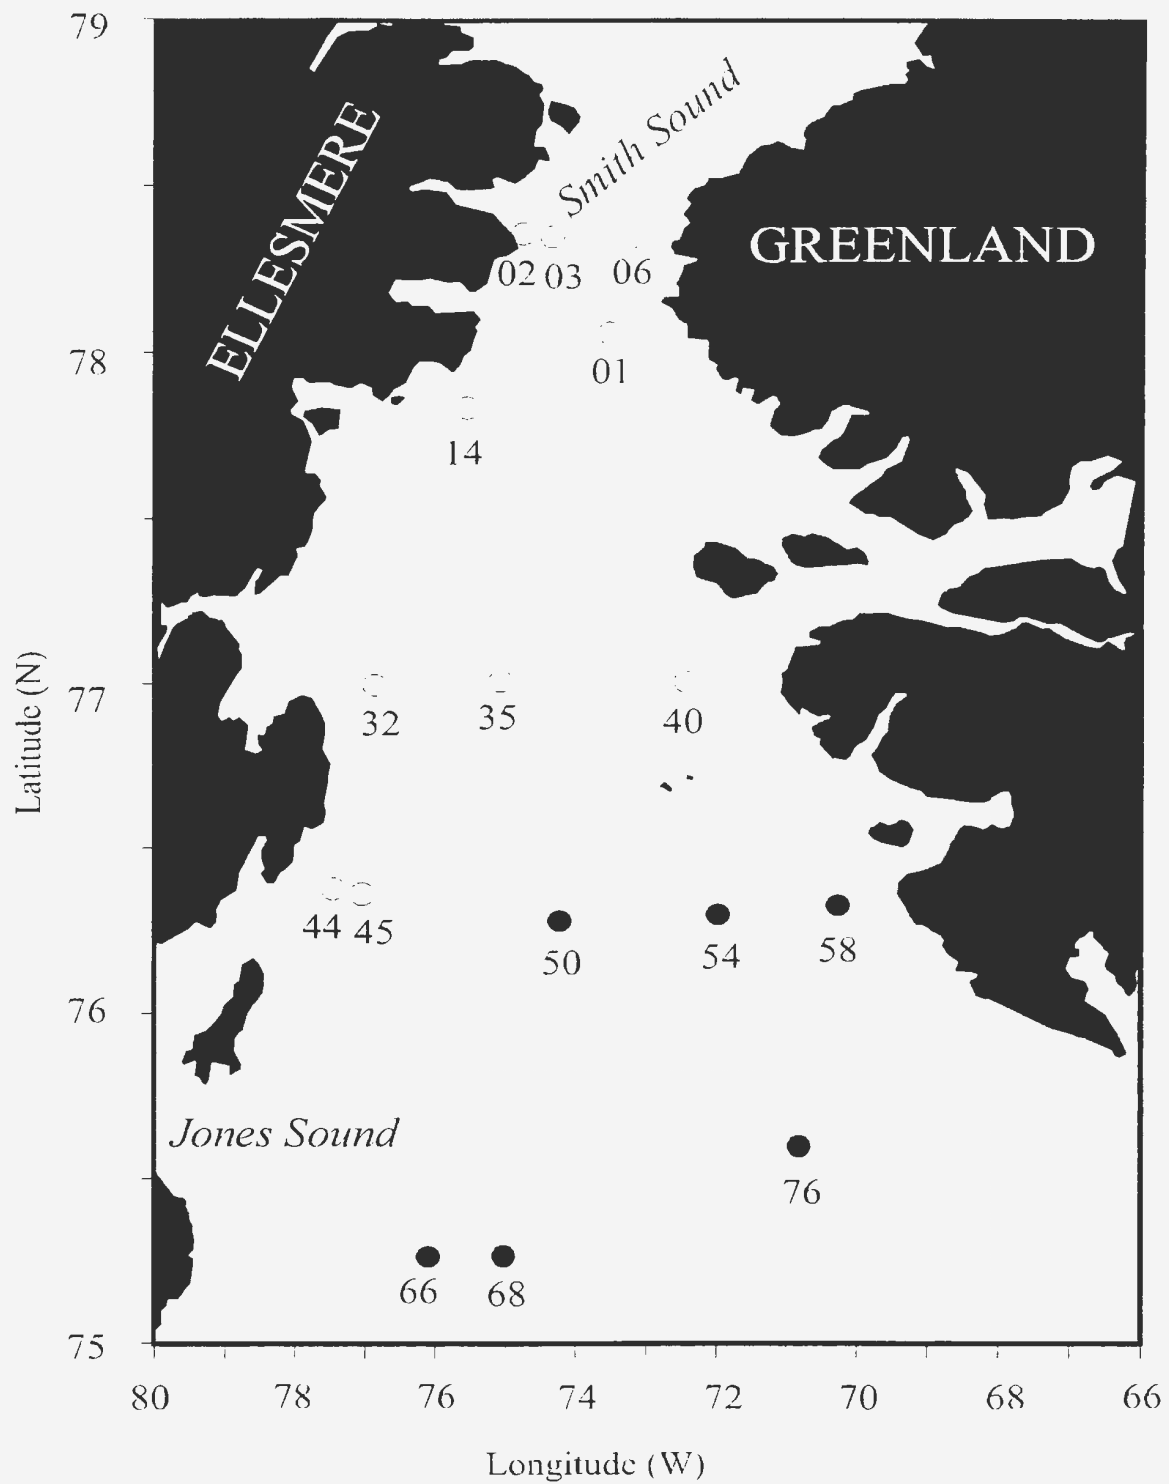 79
Smith Sound
ELLESMERE
GREENLAND
02 03 06
78
01
14
Latitude (N)
77
32 35 40
44 45
50 54 58
76
Jones Sound
76
66 68
75
80 78 76 74 72 70 68 66
Longitude (W)